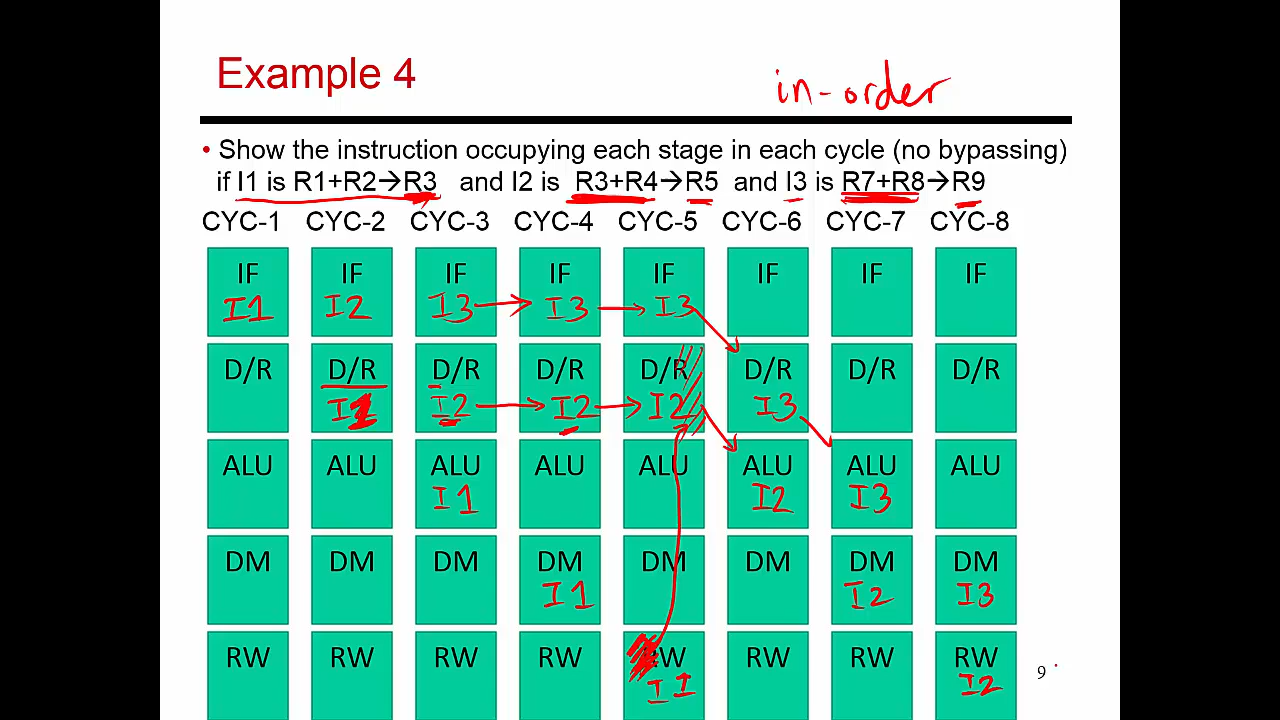 Example 4
in-order
• Show the instruction occupying each stage in each cycle (no bypassing)
if I1 is R1+R2→R3 and I2 is R3+R4→R5 and I3 is R7+R8→R9
CYC-1 CYC-2 CYC-3 CYC-4 CYC-5 CYC-6 CYC-7 CYC-8
IF IF IF IF IF IF IF IF
I1 I2 I3 I3 I3
D/R D/R D/R D/R D/R D/R D/R D/R
I1 I2 I2 I2 I3
ALU ALU ALU ALU ALU ALU ALU ALU
I1 I2 I3
DM DM DM DM DM DM DM DM
I1 I2 I3
RW RW RW RW RW RW RW RW
I1 I2
9